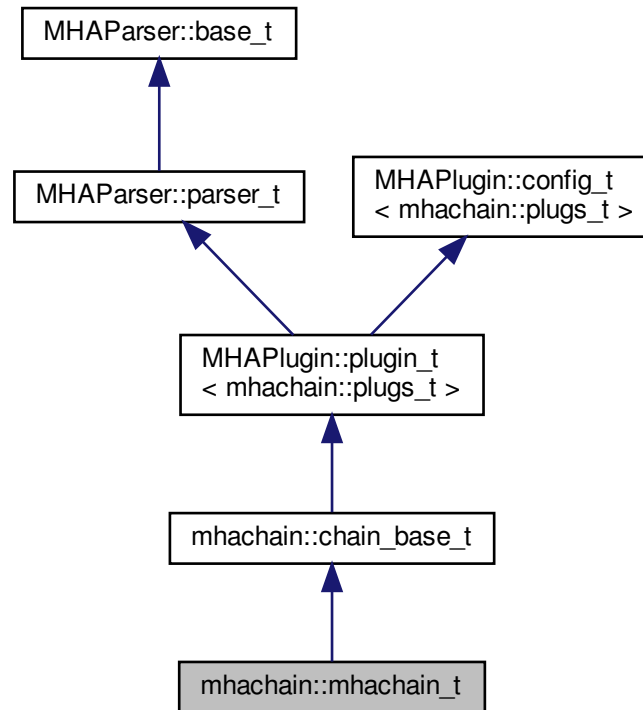 MHAParser::base_t
MHAParser::parser_t
MHAPlugin::config_t
< mhachain::plugs_t >
MHAPlugin::plugin_t
< mhachain::plugs_t >
mhachain::chain_base_t
mhachain::mhachain_t